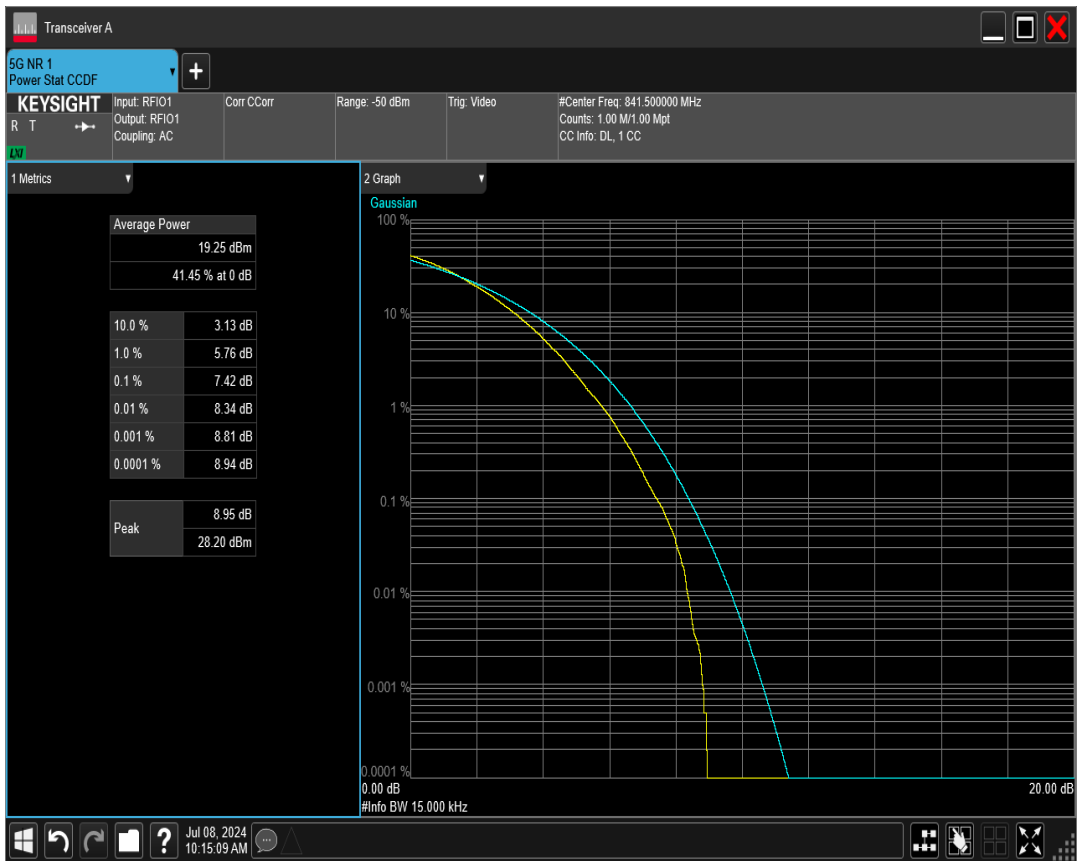 Transceiver A
5G NR 1
Power Stat CCDF
+
KEYSIGHT
R T
LXI
Input: RFIO1
Output: RFIO1
Coupling: AC
Corr CCorr
Range: -50 dBm
Trig: Video
#Center Freq: 841.500000 MHz
Counts: 1.00 M/1.00 Mpt
CC Info: DL, 1 CC
1 Metrics
Average Power
19.25 dBm
41.45 % at 0 dB
10.0 % 3.13 dB
1.0 % 5.76 dB
0.1 % 7.42 dB
0.01 % 8.34 dB
0.001 % 8.81 dB
0.0001 % 8.94 dB
Peak 8.95 dB
28.20 dBm
2 Graph
Gaussian
100 %
10 %
1 %
0.1 %
0.01 %
0.001 %
0.0001 %
0.00 dB 20.00 dB
#Info BW 15.000 kHz
?
Jul 08, 2024
10:15:09 AM